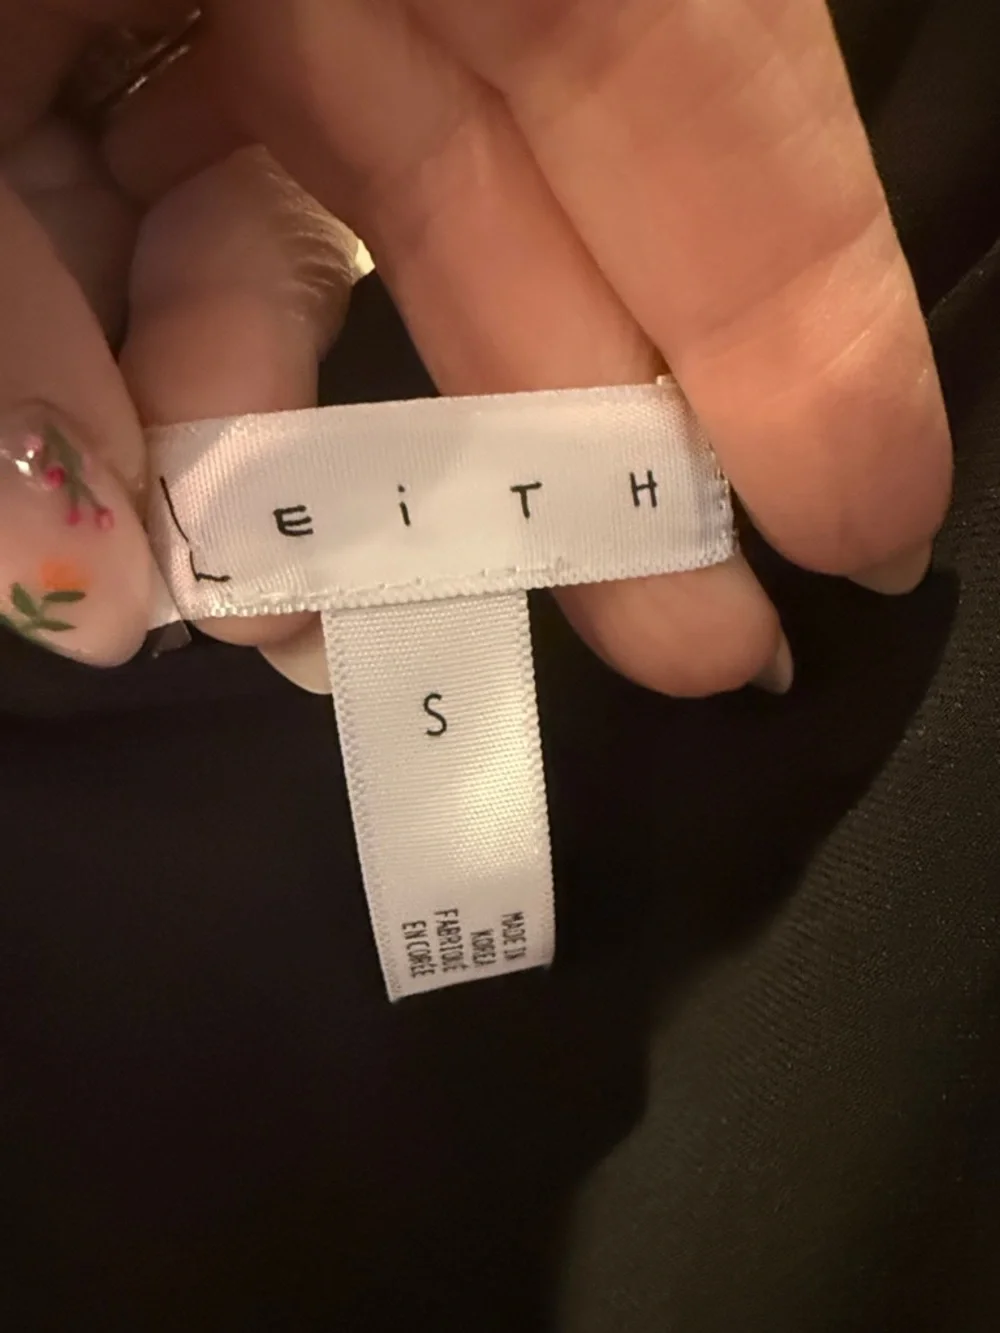 LEiTH
S
MADE IN
KOREA
FABRIQUÉ
EN CORÉE